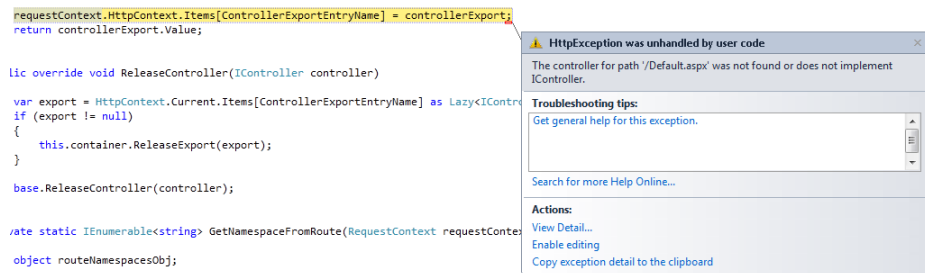 requestContext.HttpContext.Items[ControllerExportEntryName] = controllerExport;
return controllerExport.Value;
lic override void ReleaseController(IController controller)
var export = HttpContext.Current.Items[ControllerExportEntryName] as Lazy<IContro
if (export != null)
{
this.container.ReleaseExport(export);
}
base.ReleaseController(controller);
vate static IEnumerable<string> GetNamespaceFromRoute(RequestContext requestConte
object routeNamespacesObj;
HttpException was unhandled by user code
The controller for path '/Default.aspx' was not found or does not implement
IController.
Troubleshooting tips:
Get general help for this exception.
Search for more Help Online...
Actions:
View Detail...
Enable editing
Copy exception detail to the clipboard